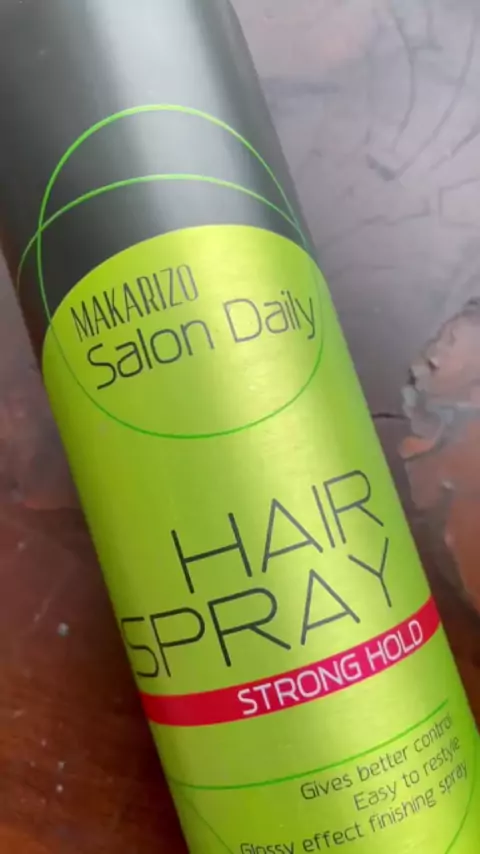 MAKARIZO
Salon Daily
HAIR
SPRAY
STRONG HOLD
Gives better control
Easy to restyle
Glossy effect finishing spray